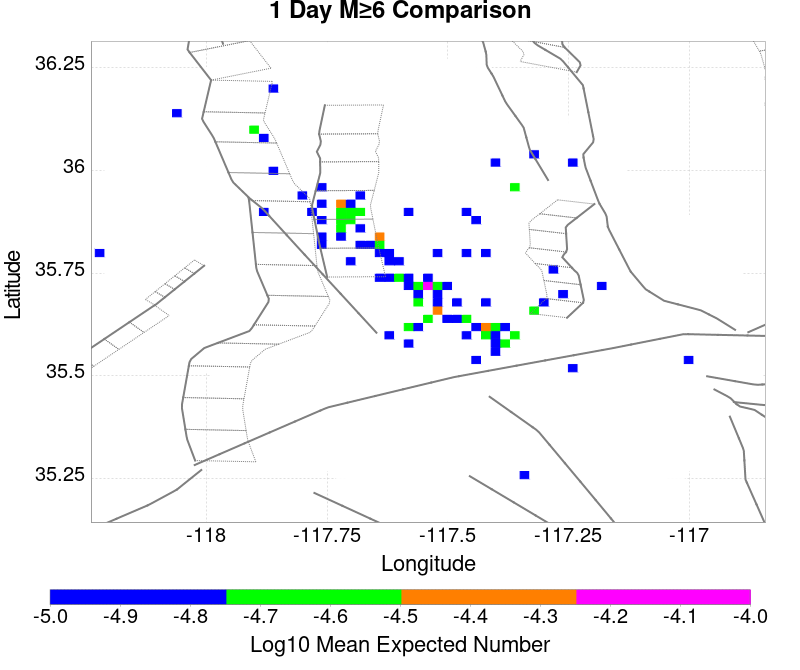 1 Day M≥6 Comparison
36.25
36
35.75
35.5
35.25
Latitude
-118 -117.75 -117.5 -117.25 -117
Longitude
-5.0 -4.9 -4.8 -4.7 -4.6 -4.5 -4.4 -4.3 -4.2 -4.1 -4.0
Log10 Mean Expected Number